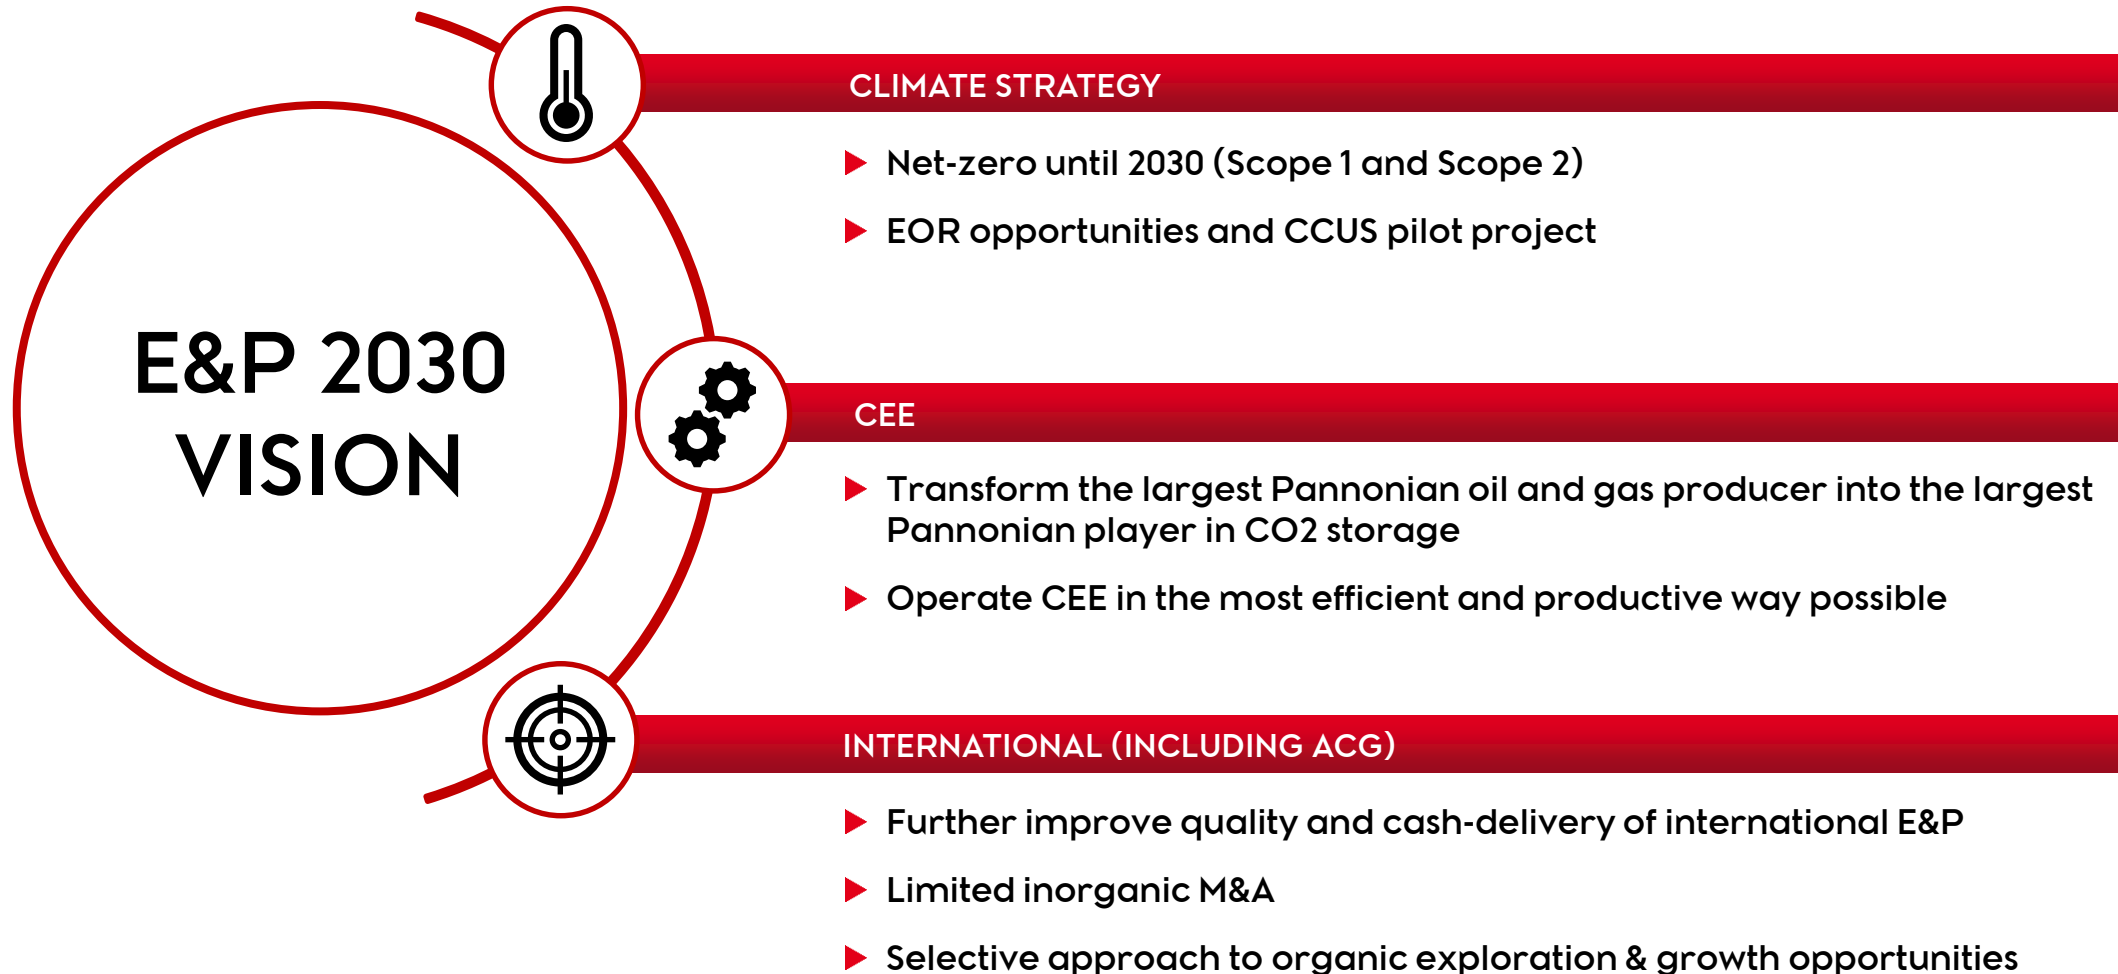 E&P 2030
VISION
CLIMATE STRATEGY
Net-zero until 2030 (Scope 1 and Scope 2)
EOR opportunities and CCUS pilot project
CEE
Transform the largest Pannonian oil and gas producer into the largest
Pannonian player in CO2 storage
Operate CEE in the most efficient and productive way possible
INTERNATIONAL (INCLUDING ACG)
Further improve quality and cash-delivery of international E&P
Limited inorganic M&A
Selective approach to organic exploration & growth opportunities